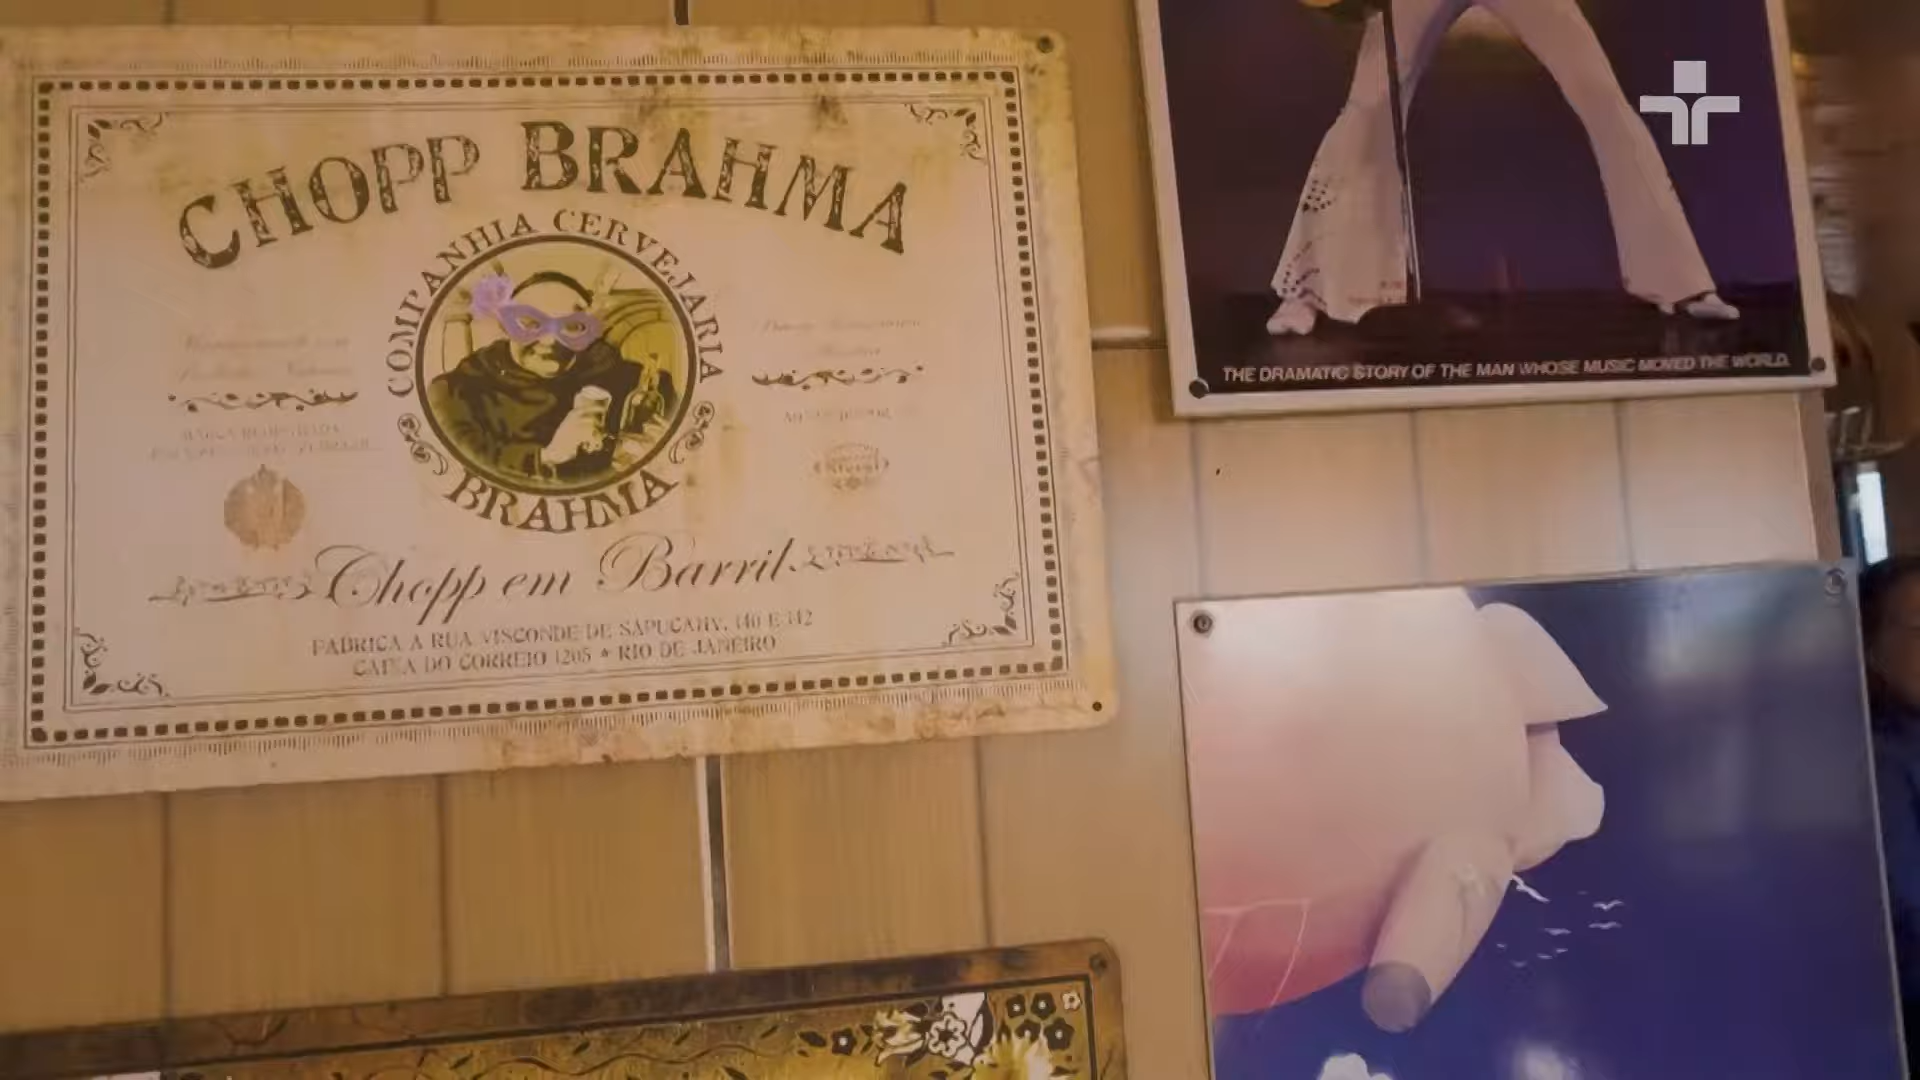 CHOPP BRAHMA
COMPANHIA CERVEJARIA
BRAHMA
Chopp em Barril
FABRICA A RUA VISCONDE DE SAPUCAHY, 140 E 142
CAIXA DO CORREIO 1205 * RIO DE JANEIRO
THE DRAMATIC STORY OF THE MAN WHOSE MUSIC MOVED THE WORLD.